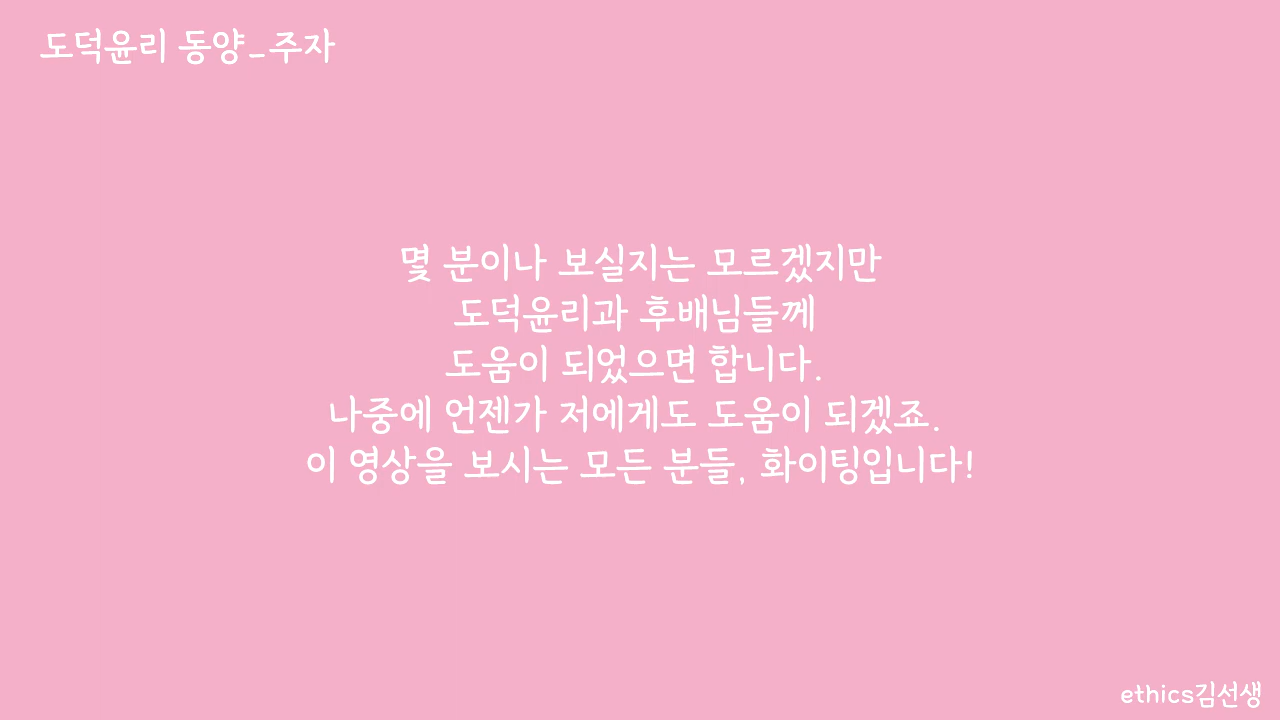 도덕윤리 동양_주자
몇 분이나 보실지는 모르겠지만
도덕윤리과 후배님들께
도움이 되었으면 합니다.
나중에 언젠가 저에게도 도움이 되겠죠.
이 영상을 보시는 모든 분들, 화이팅입니다!
ethics김선생